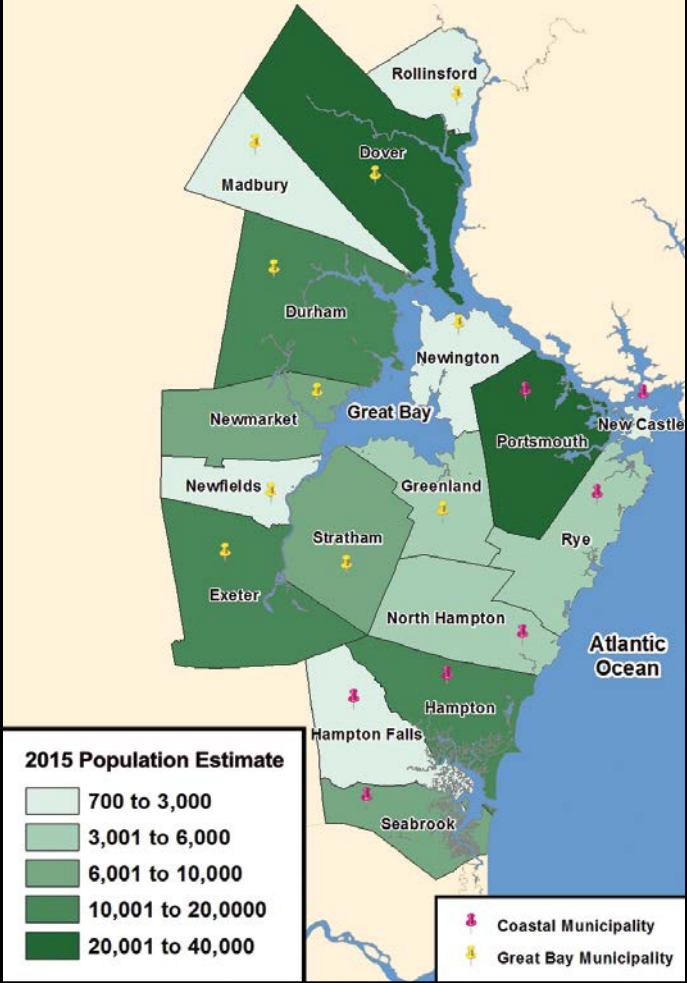 Rollinsford
Dover
Madbury
Durham
Newington
Newmarket
Great Bay
New Castle
Portsmouth
Newfields
Greenland
Stratham
Rye
Exeter
North Hampton
Atlantic
Ocean
Hampton
Hampton Falls
Seabrook
2015 Population Estimate
700 to 3,000
3,001 to 6,000
6,001 to 10,000
10,001 to 20,0000
20,001 to 40,000
Coastal Municipality
Great Bay Municipality